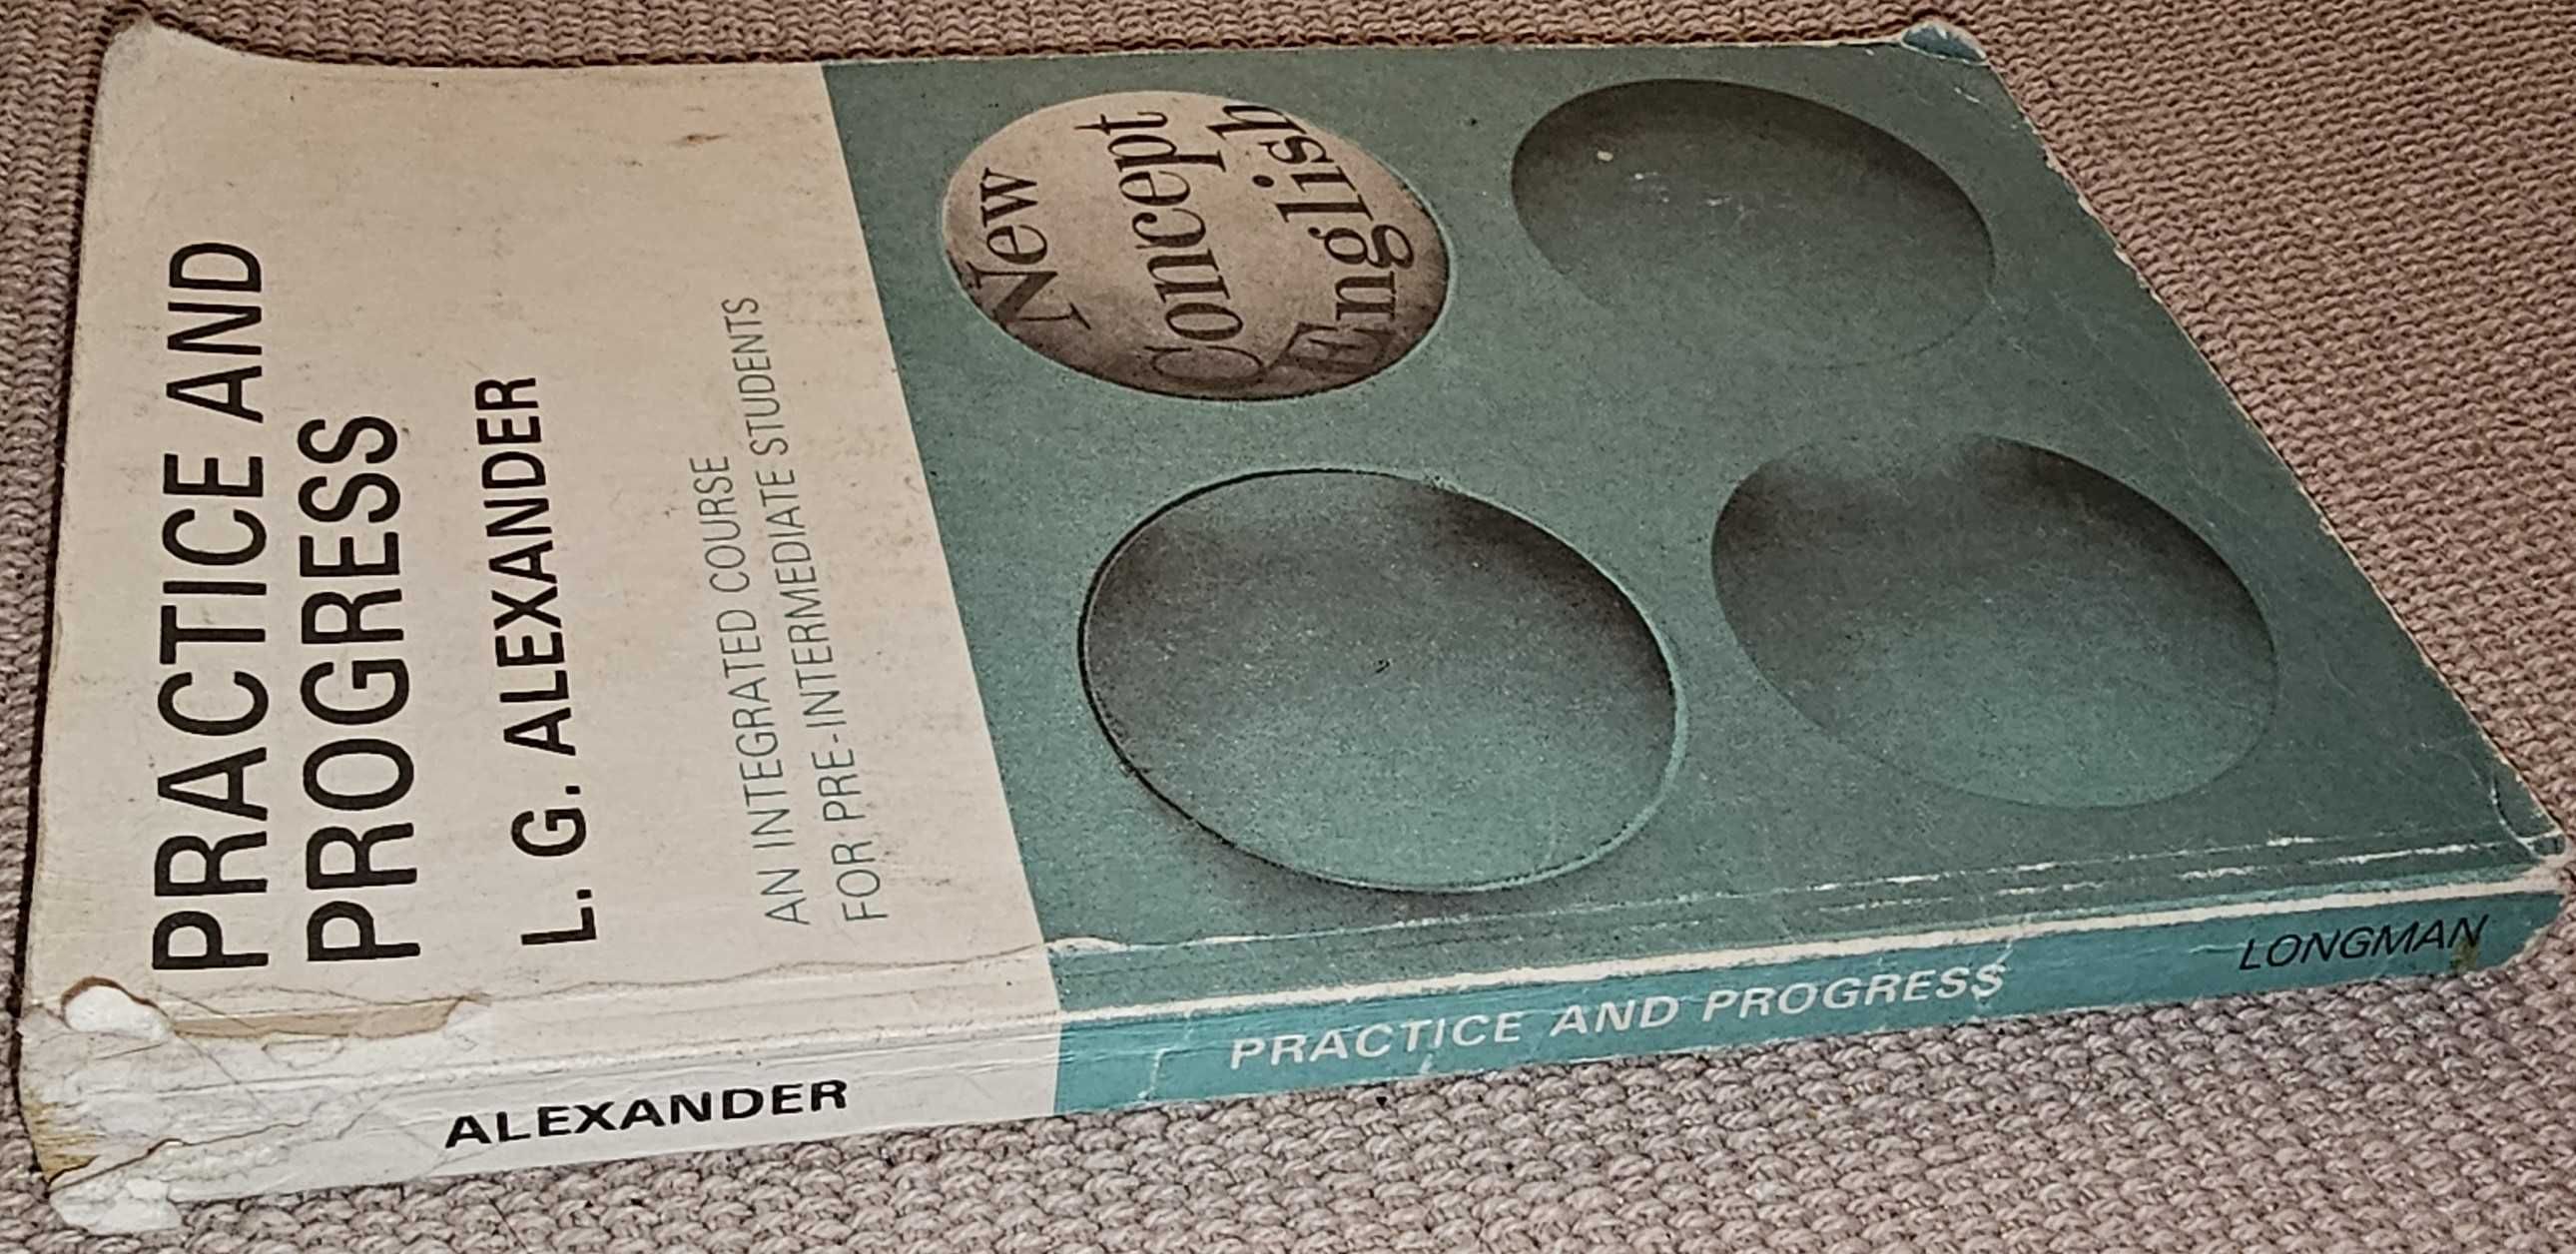 PRACTICE AND
PROGRESS
L. G. ALEXANDER
AN INTEGRATED COURSE
FOR PRE-INTERMEDIATE STUDENTS
New
Concept
English
ALEXANDER
PRACTICE AND PROGRESS
LONGMAN